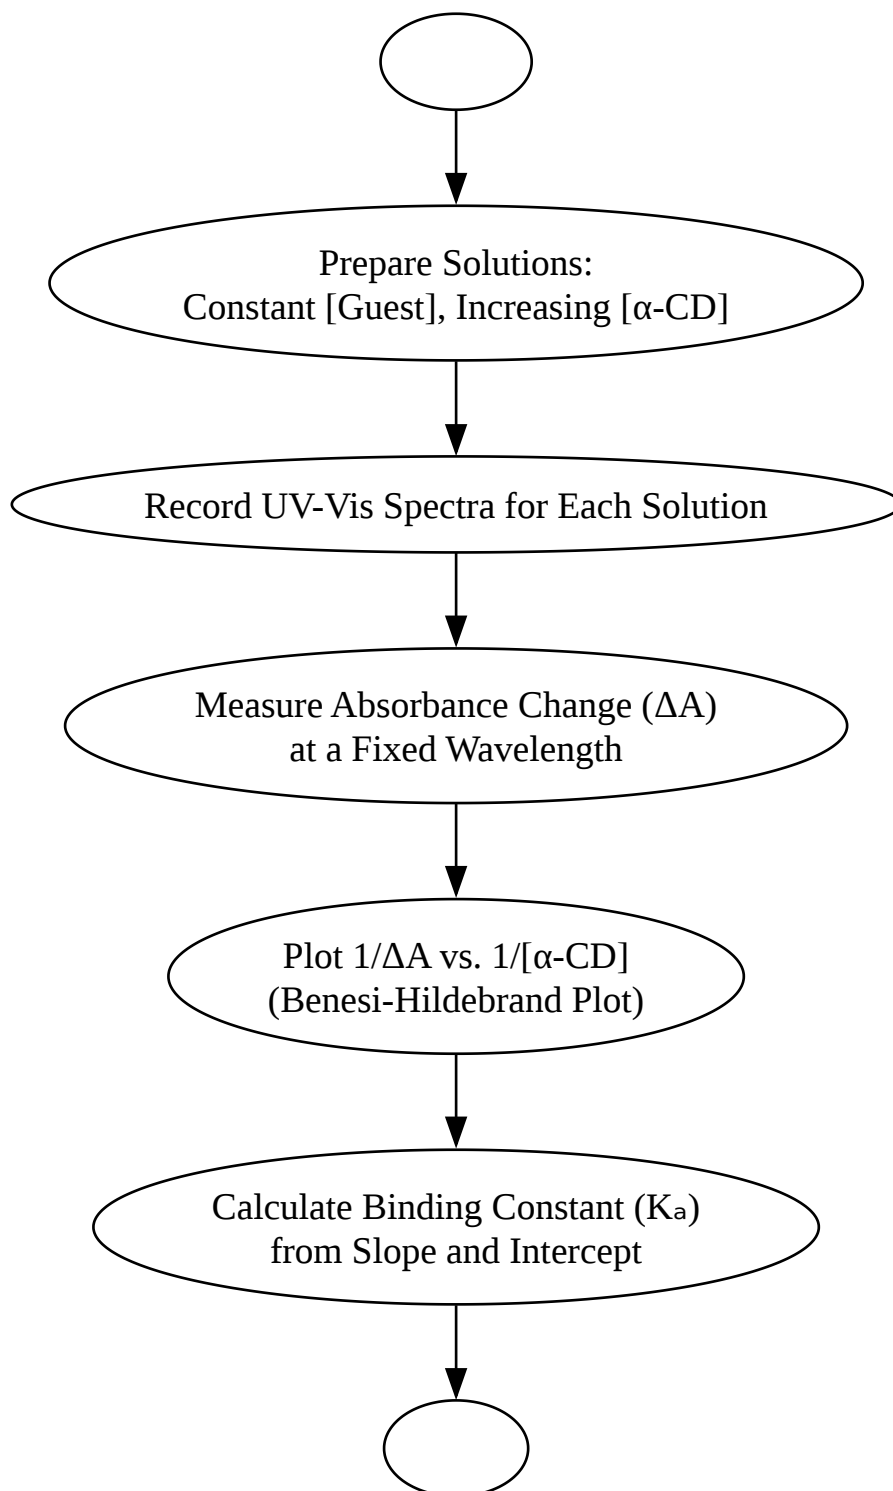 Prepare Solutions:
Constant [Guest], Increasing [α-CD]
Record UV-Vis Spectra for Each Solution
Measure Absorbance Change (ΔA)
at a Fixed Wavelength
Plot 1/ΔA vs. 1/[α-CD]
(Benesi-Hildebrand Plot)
Calculate Binding Constant (Kₐ)
from Slope and Intercept